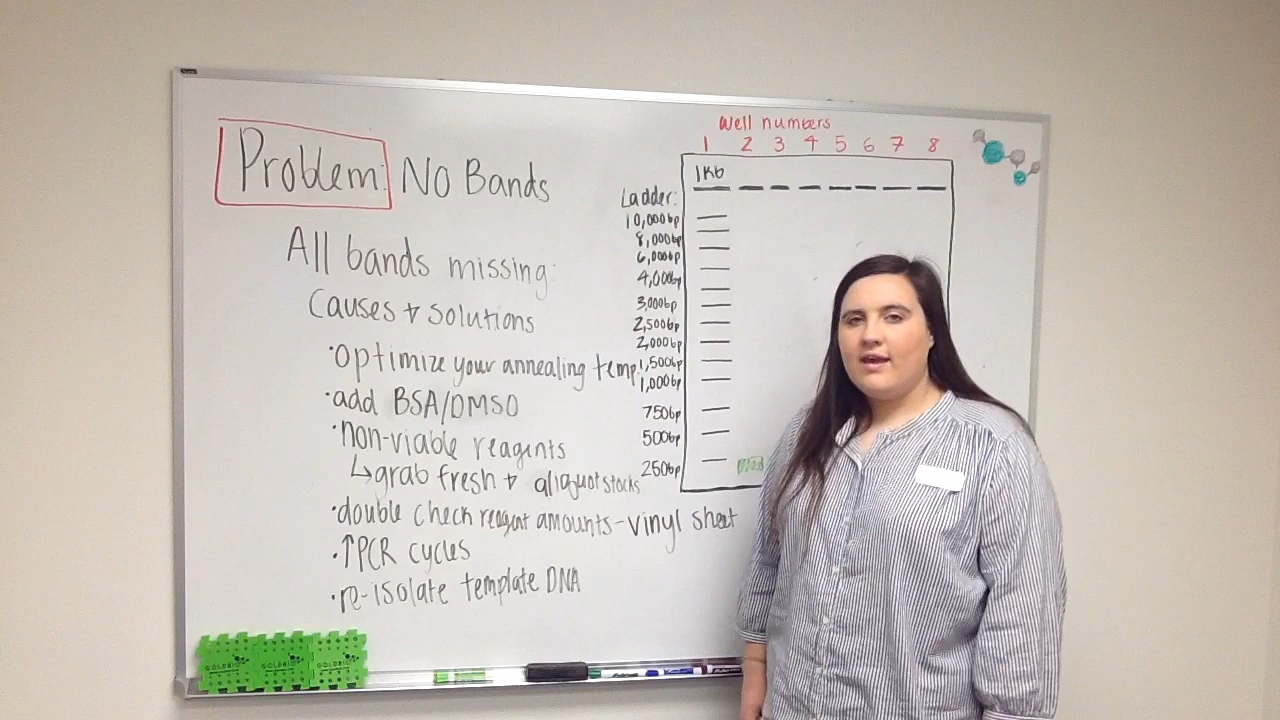 Problem: No Bands
All bands missing:
Causes + Solutions
·optimize your annealing temp.
·add BSA/DMSO
·non-viable reagents
↳grab fresh + aliquot stocks
·double check reagent amounts-vinyl sheet
·↑PCR cycles
·re-isolate template DNA
Well numbers
1 2 3 4 5 6 7 8
1Kb
Ladder:
10,000bp
8,000bp
6,000bp
4,000bp
3,000bp
2,500bp
2,000bp
1,500bp
1,000bp
750bp
500bp
250bp
GOLDBIO GOLDBIO GOLDBIO